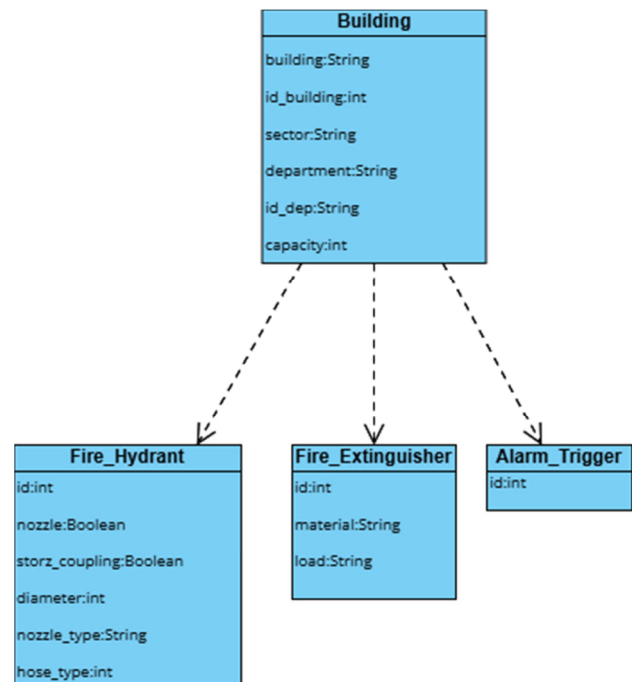 Building
building:String
id_building:int
sector:String
department:String
id_dep:String
capacity:int
Fire_Hydrant
id:int
nozzle:Boolean
storz_coupling:Boolean
diameter:int
nozzle_type:String
hose_type:int
Fire_Extinguisher
id:int
material:String
load:String
Alarm_Trigger
id:int